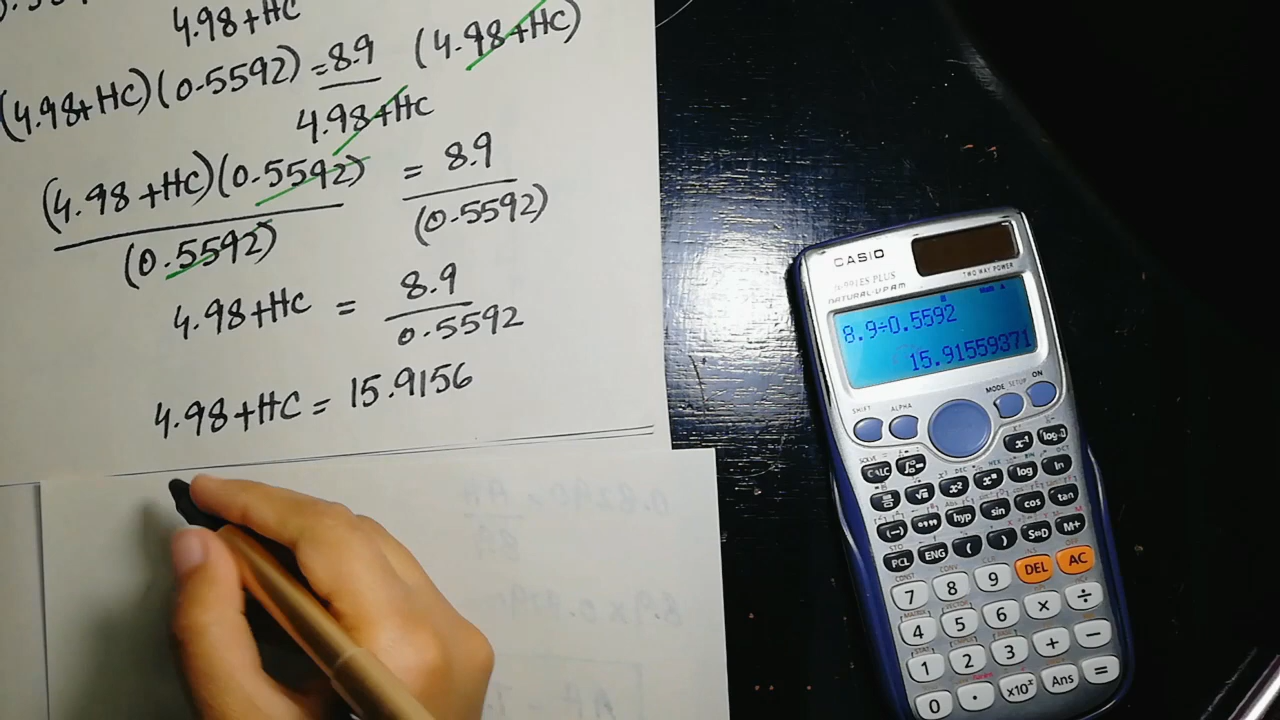 4.98+HC
(4.98+HC)(0.5592) = 8.9 (4.98+HC)
4.98+HC
(4.98+HC)(0.5592) = 8.9
(0.5592) (0.5592)
4.98+HC = 8.9
0.5592
4.98+HC = 15.9156
CASIO
TWO WAY POWER
NATURAL-V.P.A.M.
8.9÷0.5592
15.91559371
SHIFT ALPHA MODE SETUP ON
CALC x⁻¹
x² log ln
(-) hyp sin cos tan
RCL ENG ( ) S⇔D M+
7 8 9 DEL AC
4 5 6 × ÷
1 2 3 + −
0 . ×10ˣ Ans =